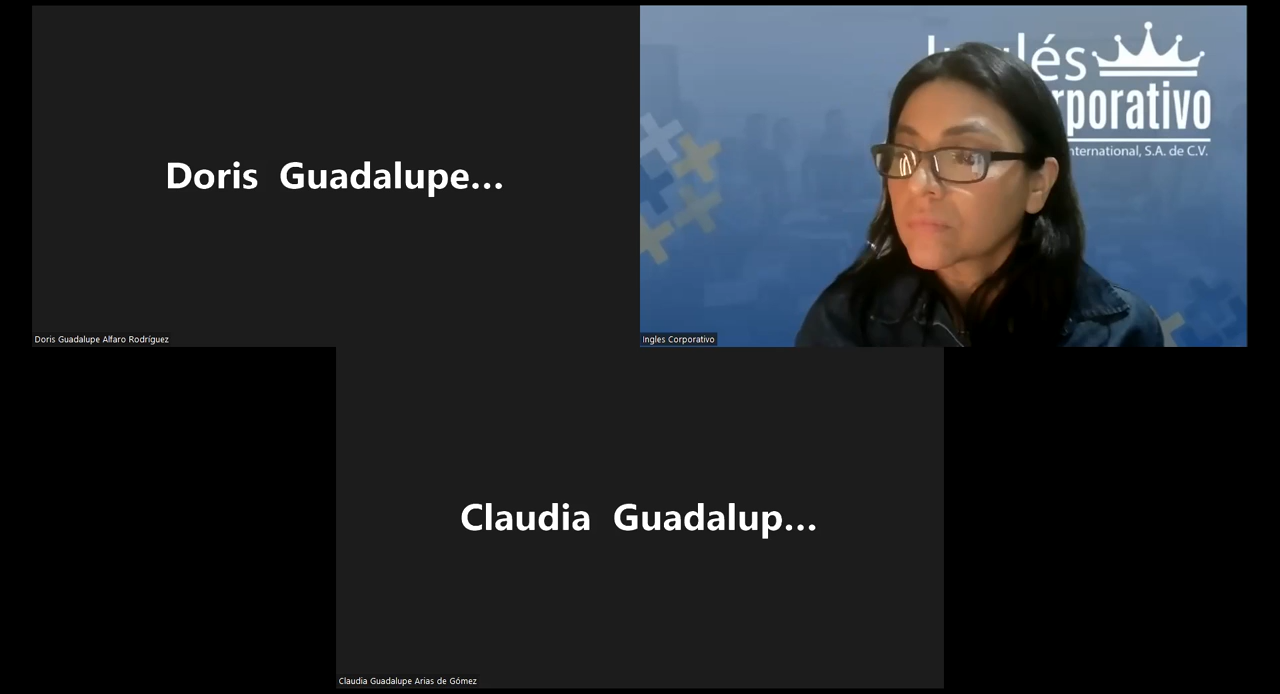 Doris Guadalupe...
Doris Guadalupe Alfaro Rodríguez
Inglés
Corporativo
International, S.A. de C.V.
Ingles Corporativo
Claudia Guadalup...
Claudia Guadalupe Arias de Gómez